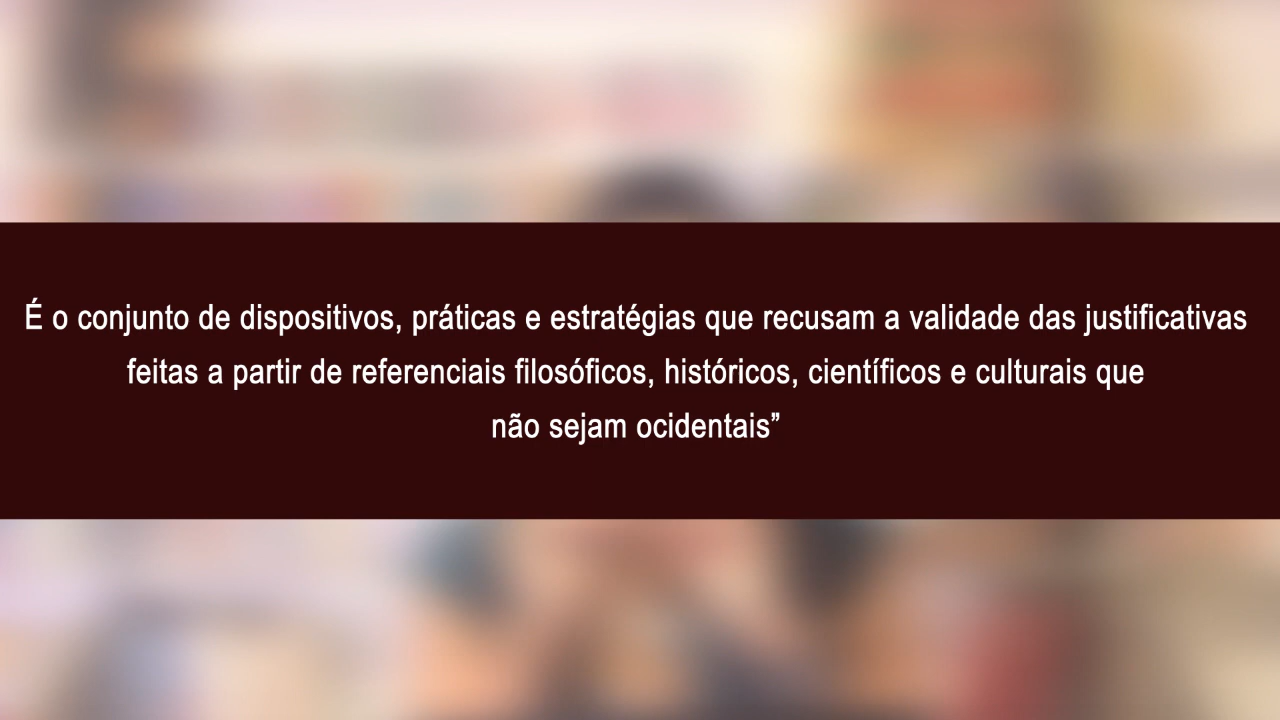 É o conjunto de dispositivos, práticas e estratégias que recusam a validade das justificativas
feitas a partir de referenciais filosóficos, históricos, científicos e culturais que
não sejam ocidentais”